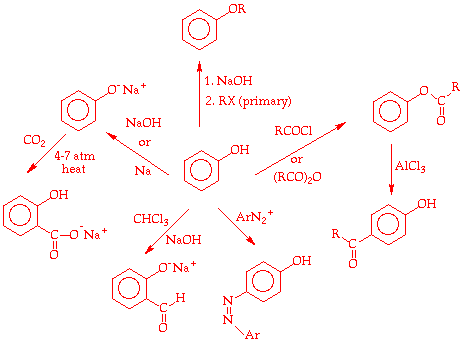 OR
1. NaOH
2. RX (primary)
O⁻ Na⁺
NaOH
or
Na
CO₂
4-7 atm
heat
OH
C
O⁻Na⁺
O
OH
RCOCl
or
(RCO)₂O
O
R
C
O
AlCl₃
OH
R
C
O
CHCl₃
NaOH
O⁻Na⁺
H
C
O
ArN₂⁺
OH
N
N
Ar